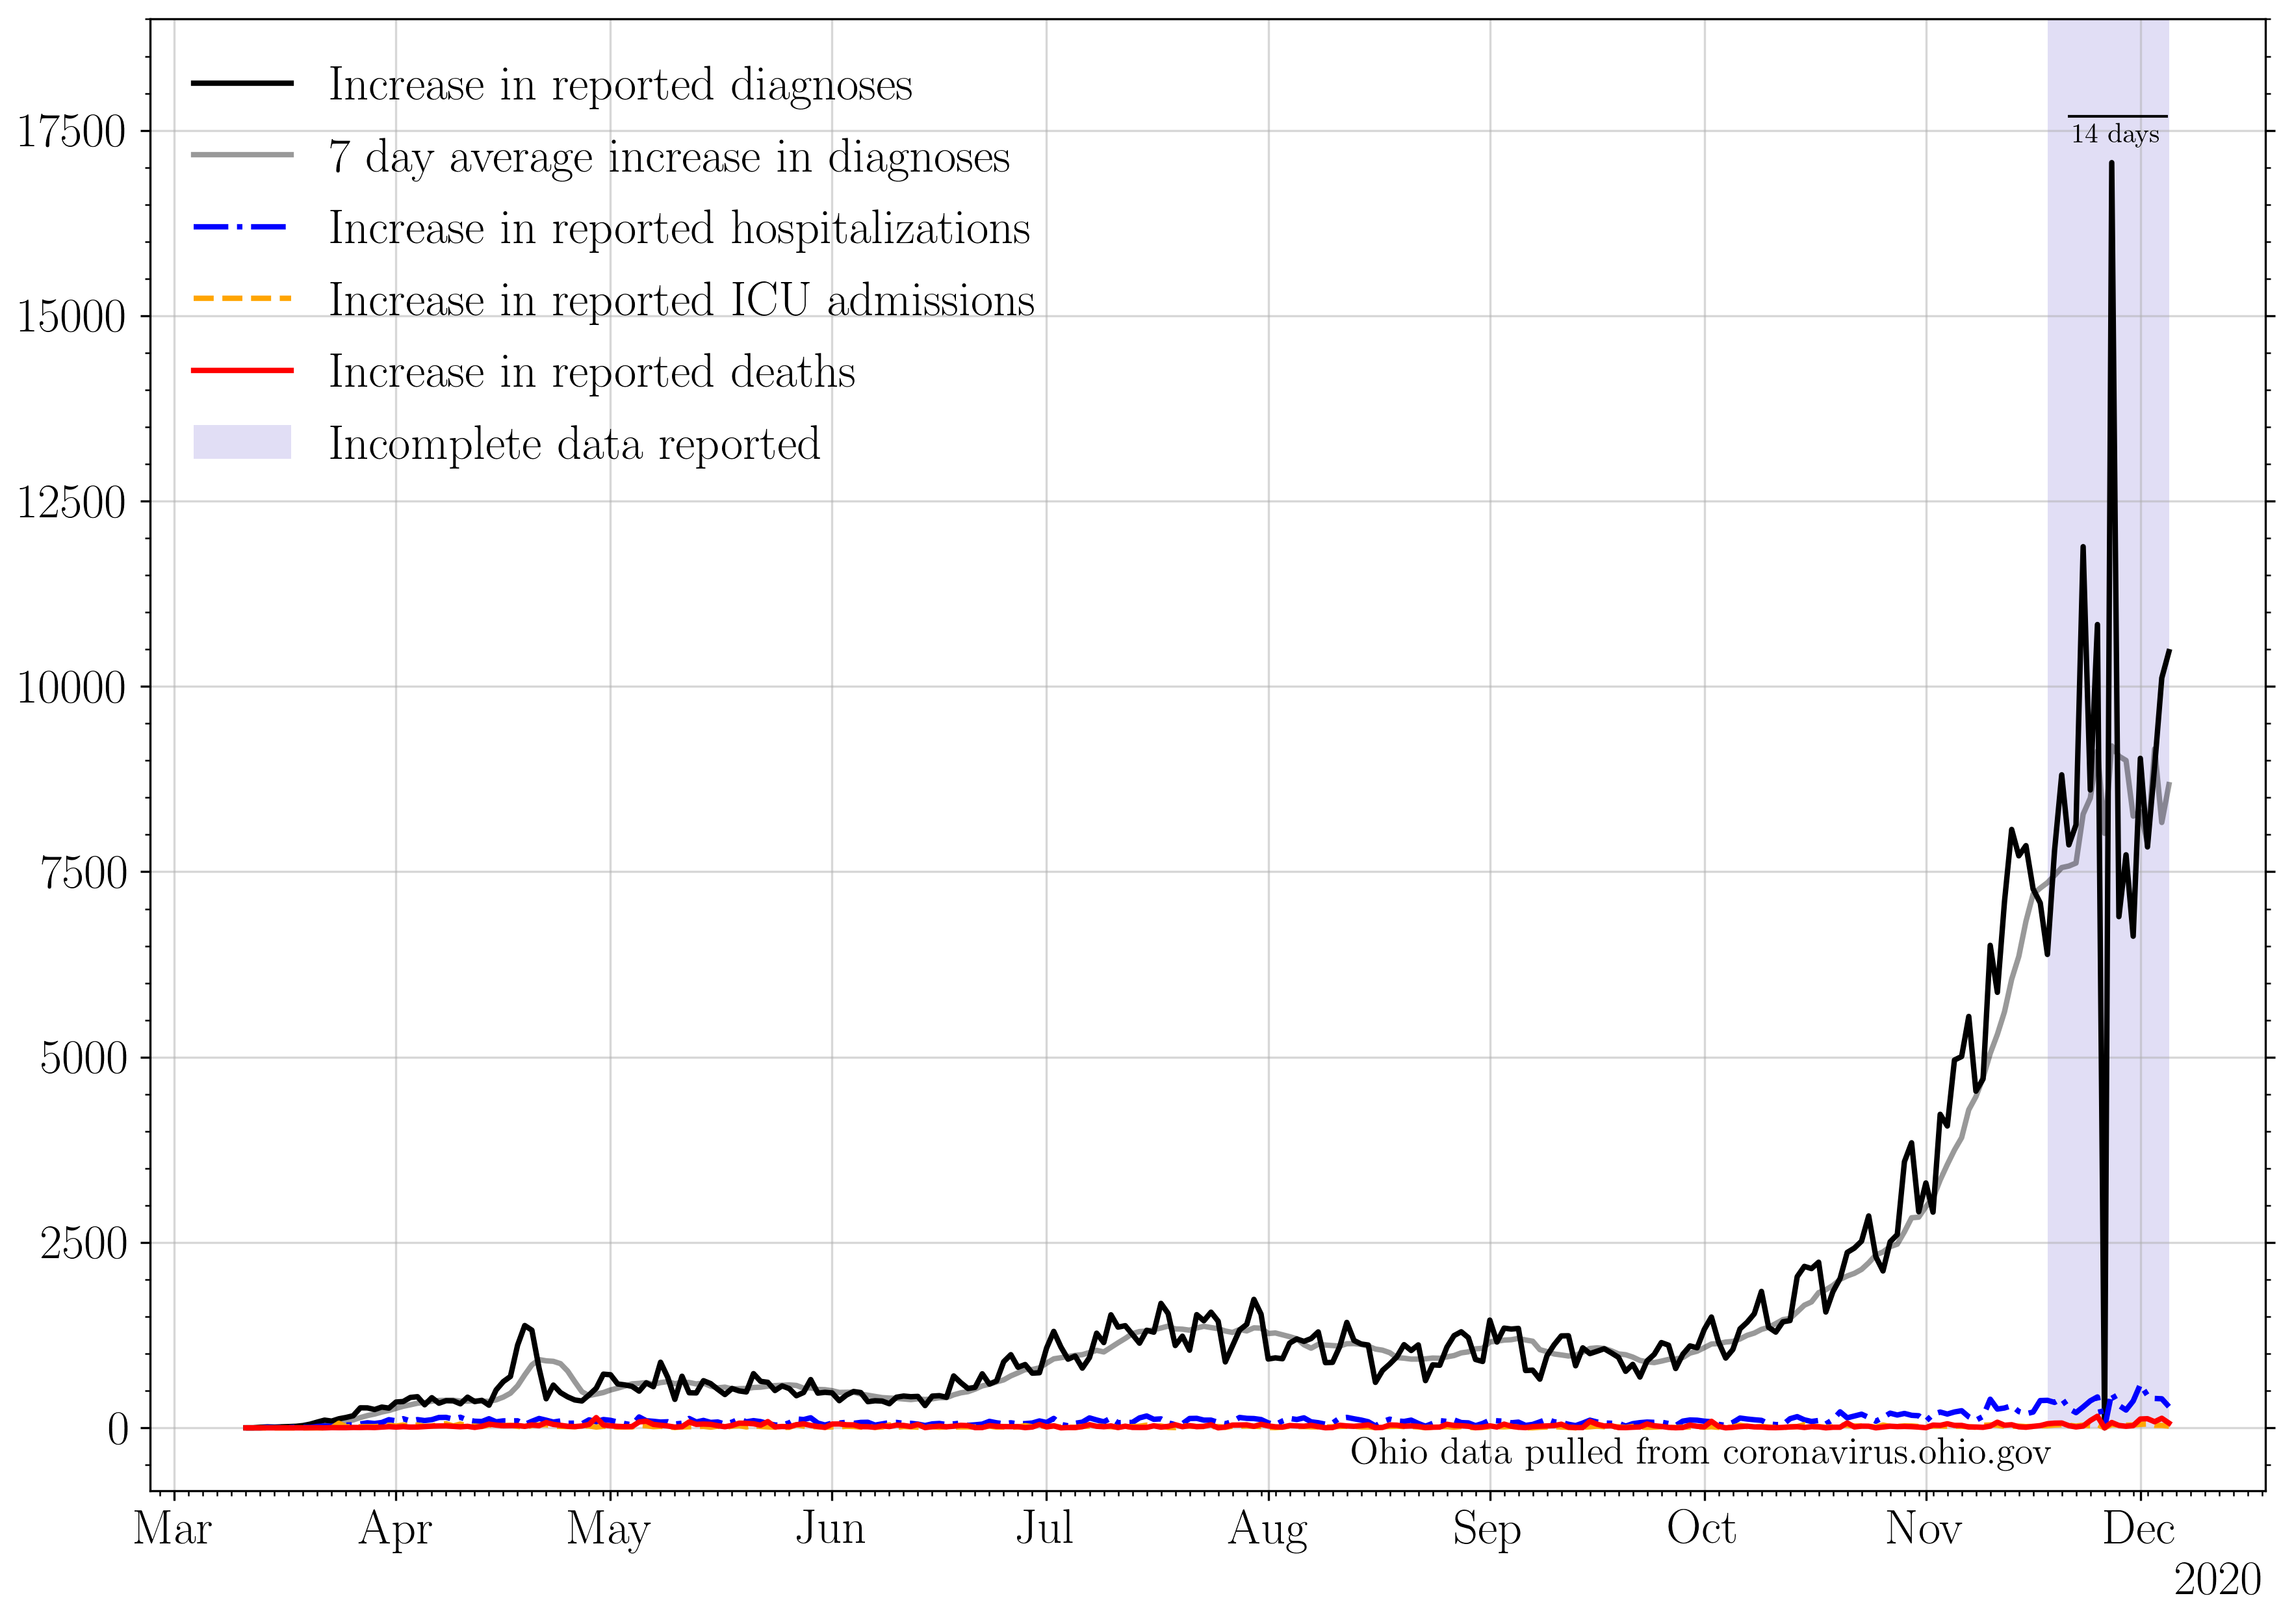 Increase in reported diagnoses
7 day average increase in diagnoses
Increase in reported hospitalizations
Increase in reported ICU admissions
Increase in reported deaths
Incomplete data reported
14 days
17500
15000
12500
10000
7500
5000
2500
0
Ohio data pulled from coronavirus.ohio.gov
Mar Apr May Jun Jul Aug Sep Oct Nov Dec
2020